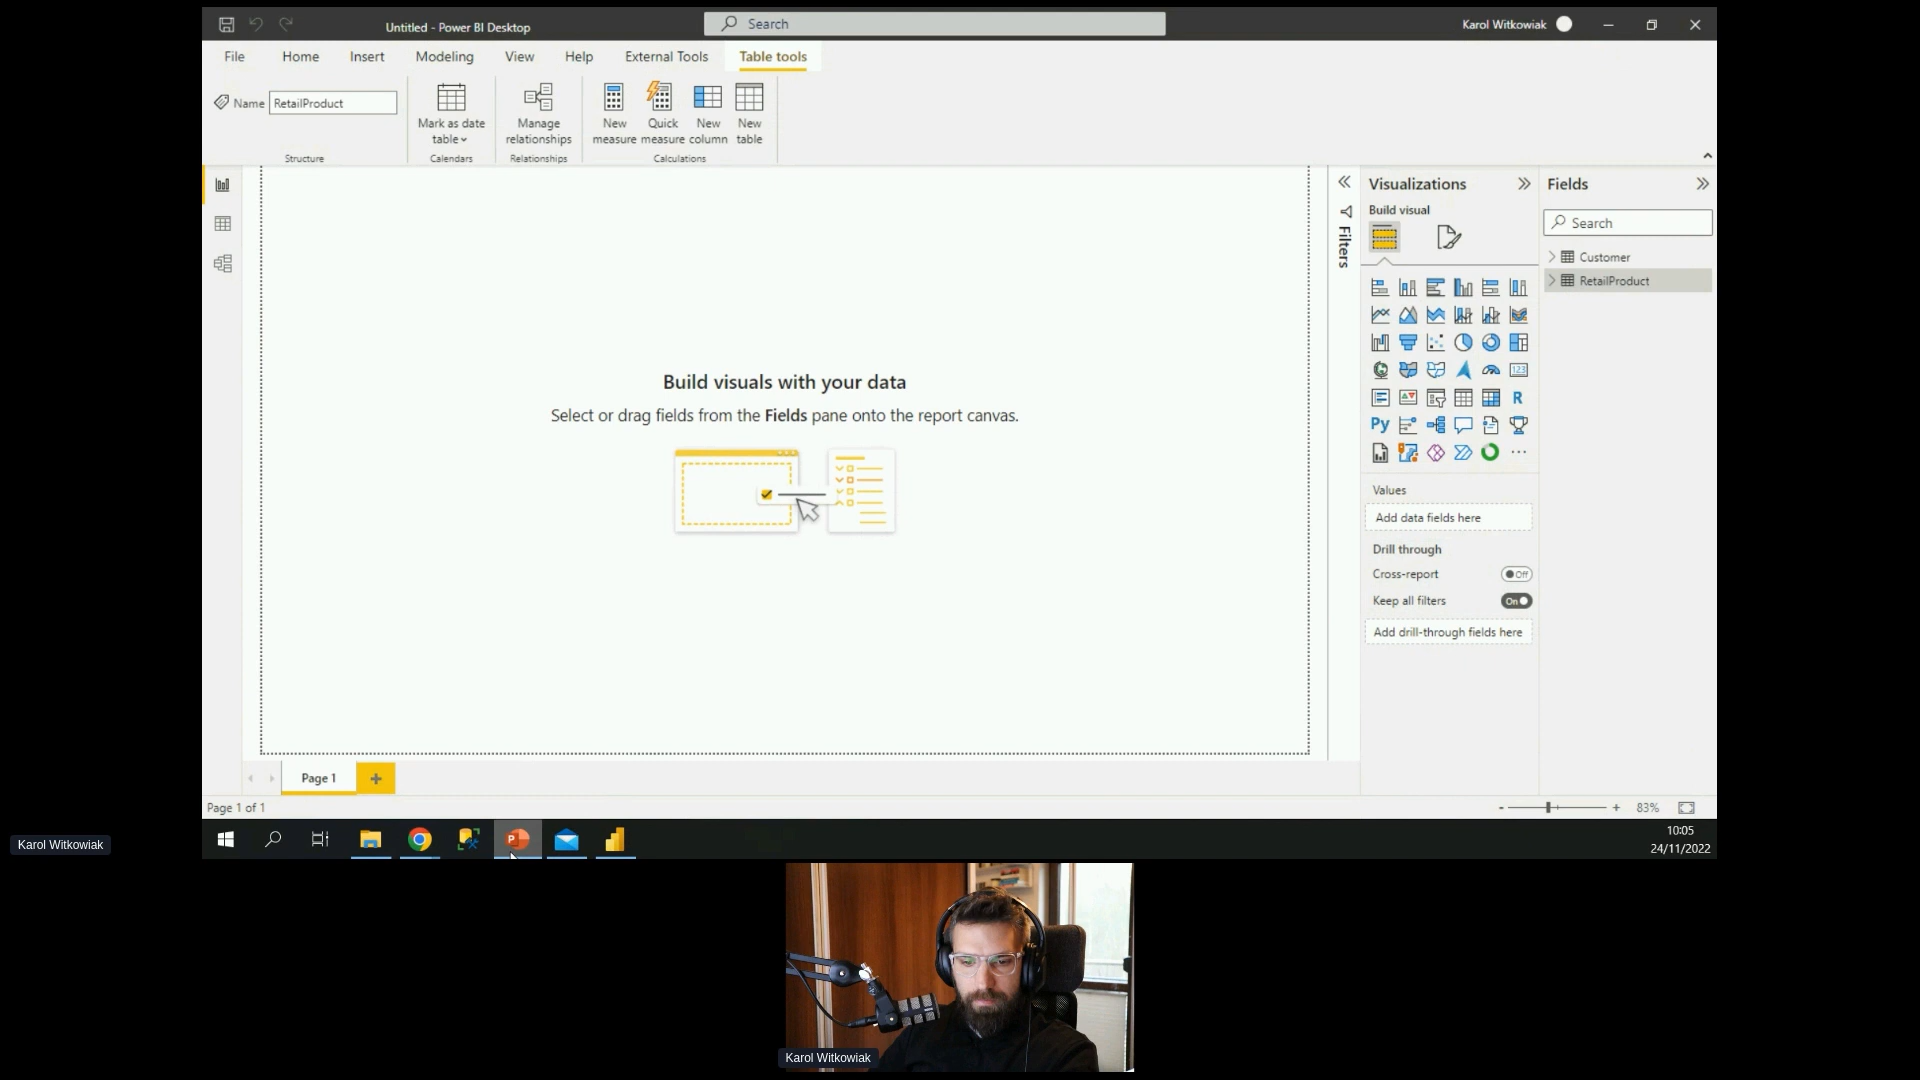 Untitled - Power BI Desktop
Search
Karol Witkowiak
File
Home
Insert
Modeling
View
Help
External Tools
Table tools
Name
RetailProduct
Mark as date
table
Manage
relationships
New
measure
Quick
measure
New
column
New
table
Structure
Calendars
Relationships
Calculations
Build visuals with your data
Select or drag fields from the Fields pane onto the report canvas.
Filters
Visualizations
Build visual
123
R
Py
Values
Add data fields here
Drill through
Cross-report
Off
Keep all filters
On
Add drill-through fields here
Fields
Search
Customer
RetailProduct
Page 1
Page 1 of 1
- + 83%
P
10:05
24/11/2022
Karol Witkowiak
Karol Witkowiak